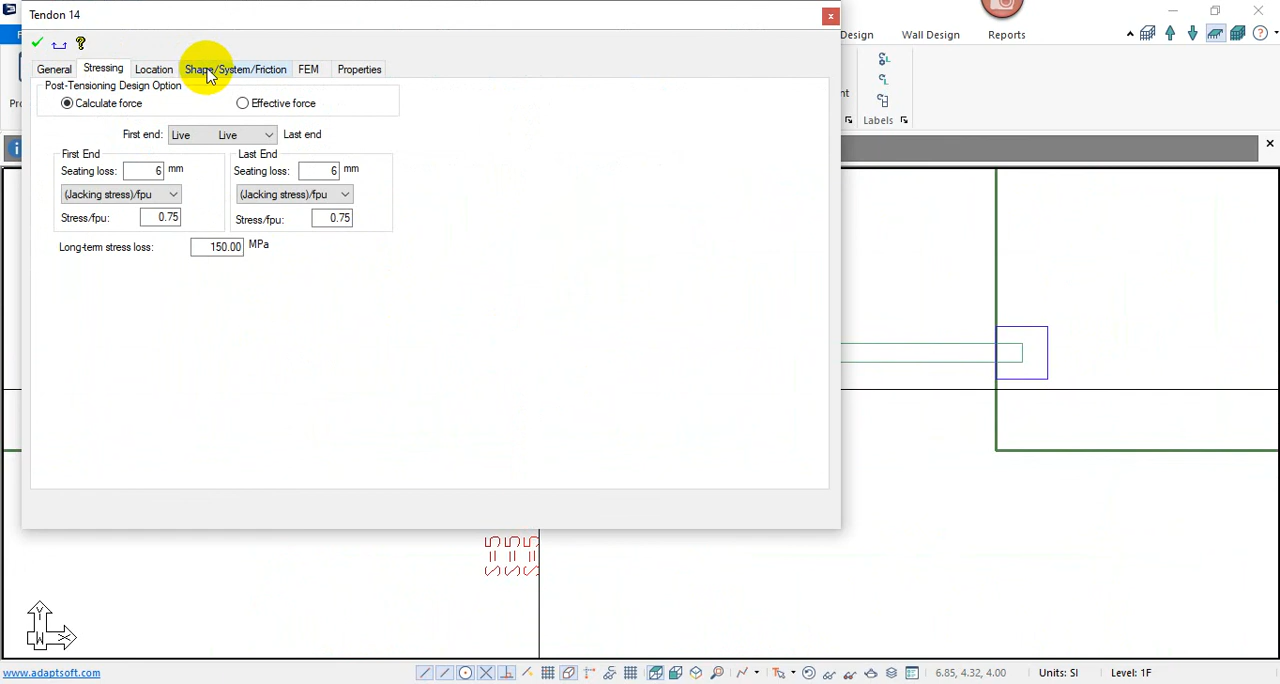 Tendon 14
x
General Stressing Location Shape/System/Friction FEM Properties
Post-Tensioning Design Option
Calculate force Effective force
First end: Live Live Last end
First End Last End
Seating loss: 6 mm Seating loss: 6 mm
(Jacking stress)/fpu (Jacking stress)/fpu
Stress/fpu: 0.75 Stress/fpu: 0.75
Long-term stress loss: 150.00 MPa
F Design Wall Design Reports
Pro nt
Labels
W
Y
X
www.adaptsoft.com 6.85, 4.32, 4.00 Units: SI Level: 1F